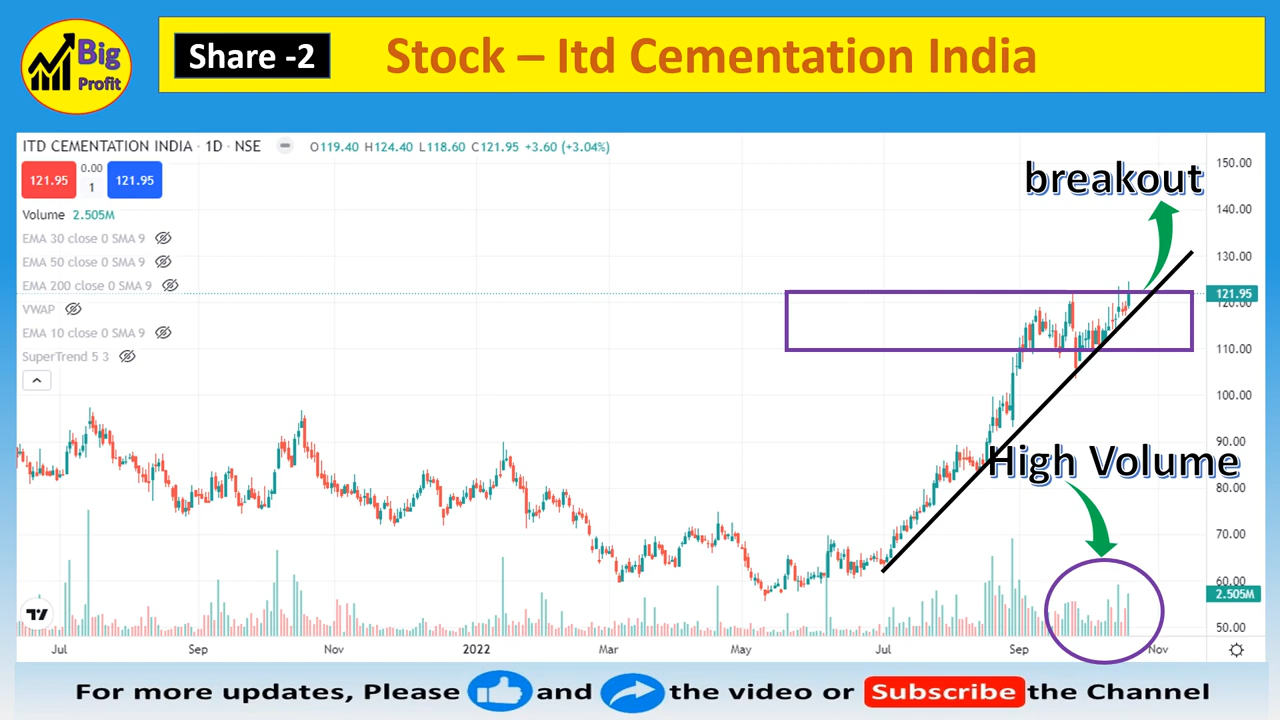 Big
Profit
Share -2
Stock – Itd Cementation India
ITD CEMENTATION INDIA · 1D · NSE
O119.40 H124.40 L118.60 C121.95 +3.60 (+3.04%)
121.95
0.00
1
121.95
Volume 2.505M
EMA 30 close 0 SMA 9
EMA 50 close 0 SMA 9
EMA 200 close 0 SMA 9
VWAP
EMA 10 close 0 SMA 9
SuperTrend 5 3
breakout
High Volume
150.00
140.00
130.00
121.95
120.00
110.00
100.00
90.00
80.00
70.00
60.00
2.505M
50.00
Jul Sep Nov 2022 Mar May Jul Sep Nov
For more updates, Please and the video or Subscribe the Channel